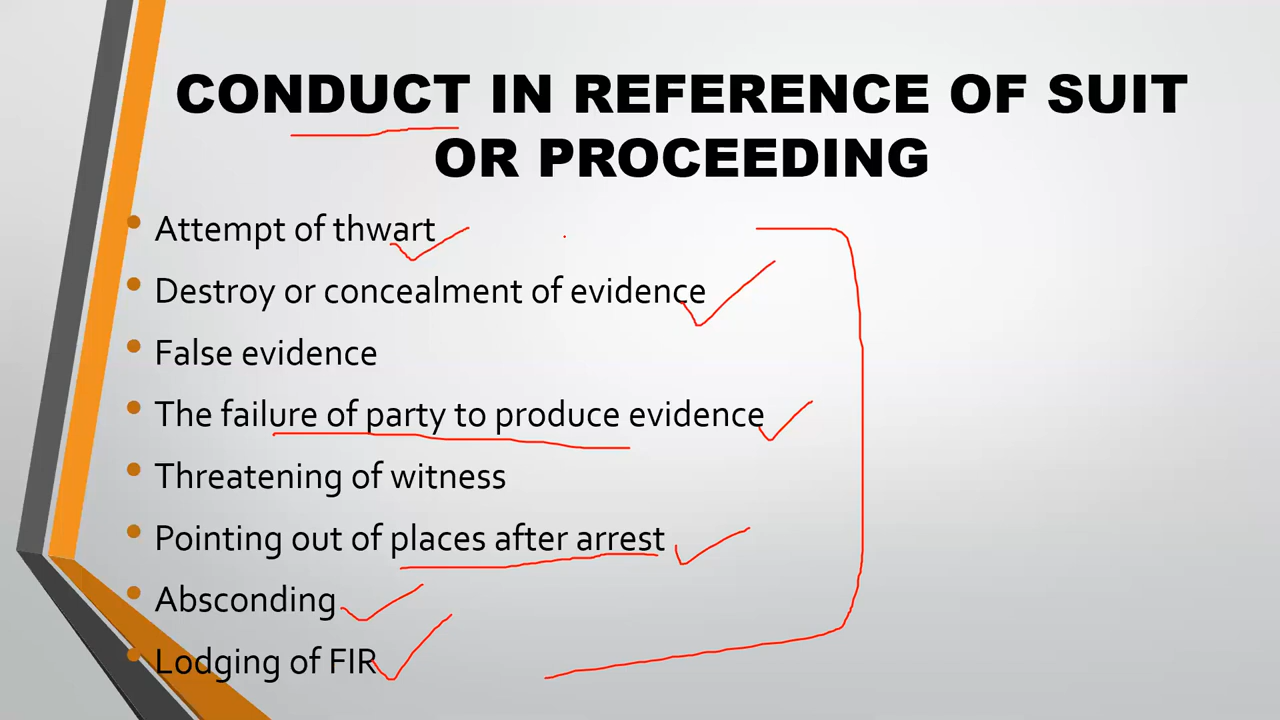 CONDUCT IN REFERENCE OF SUIT
OR PROCEEDING
Attempt of thwart
Destroy or concealment of evidence
False evidence
The failure of party to produce evidence
Threatening of witness
Pointing out of places after arrest
Absconding
Lodging of FIR